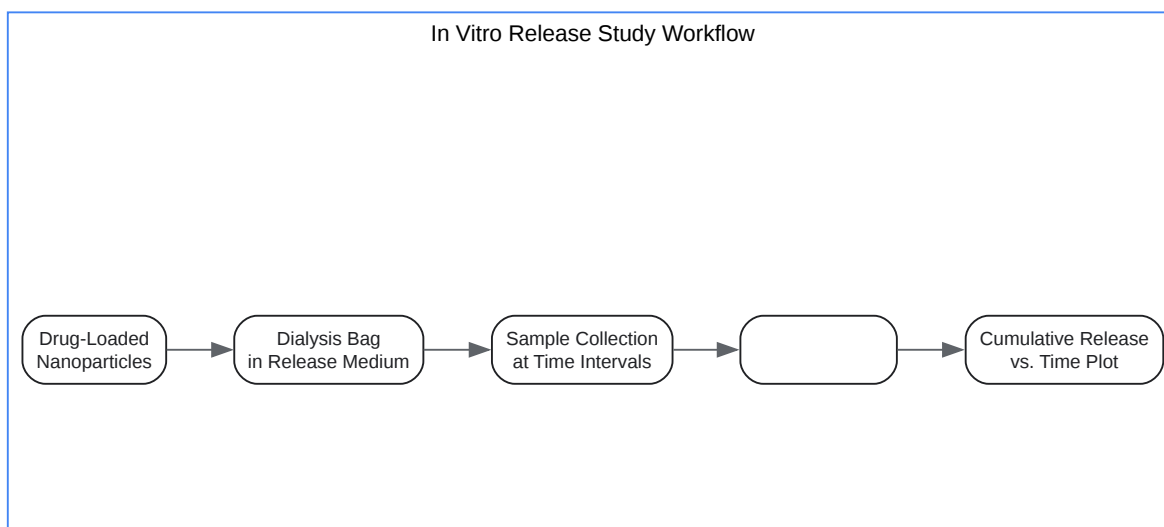 In Vitro Release Study Workflow
Drug-Loaded
Nanoparticles
Dialysis Bag
in Release Medium
Sample Collection
at Time Intervals
Cumulative Release
vs. Time Plot